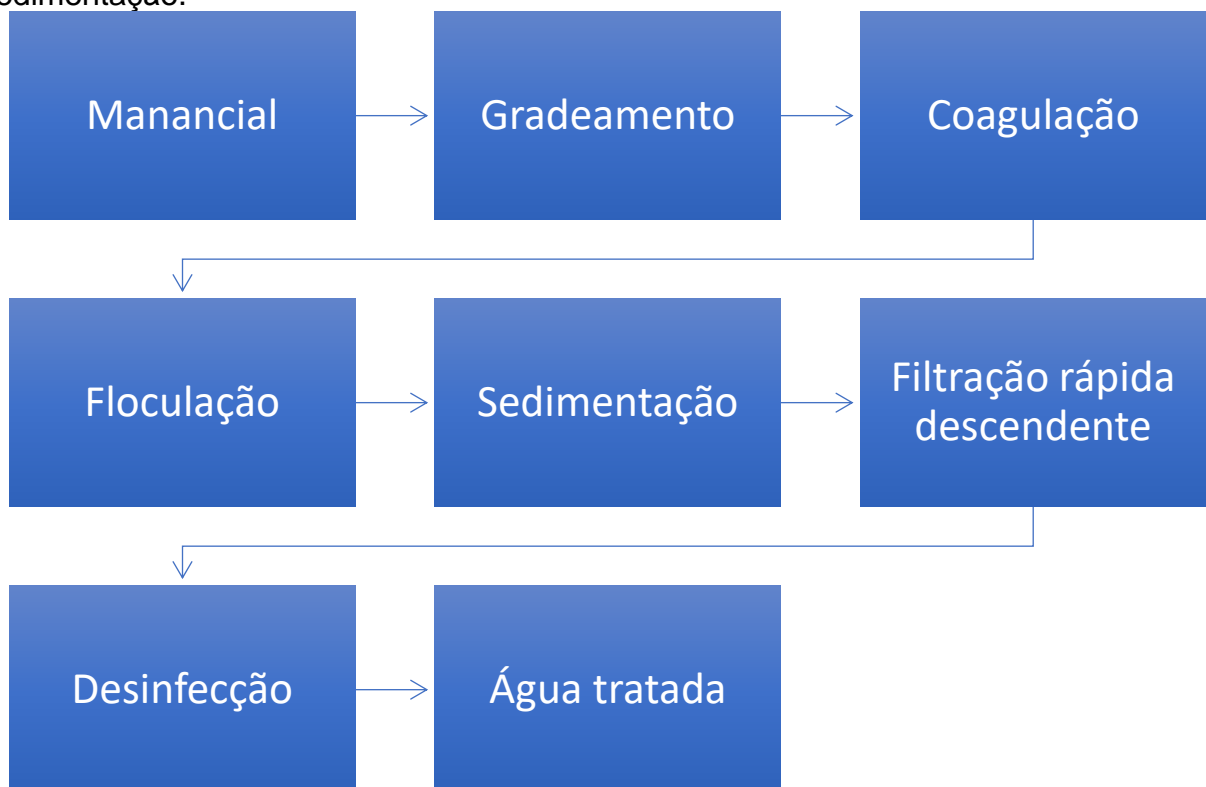 Manancial
Gradeamento
Coagulação
Floculação
Sedimentação
Filtração rápida
descendente
Desinfecção
Água tratada